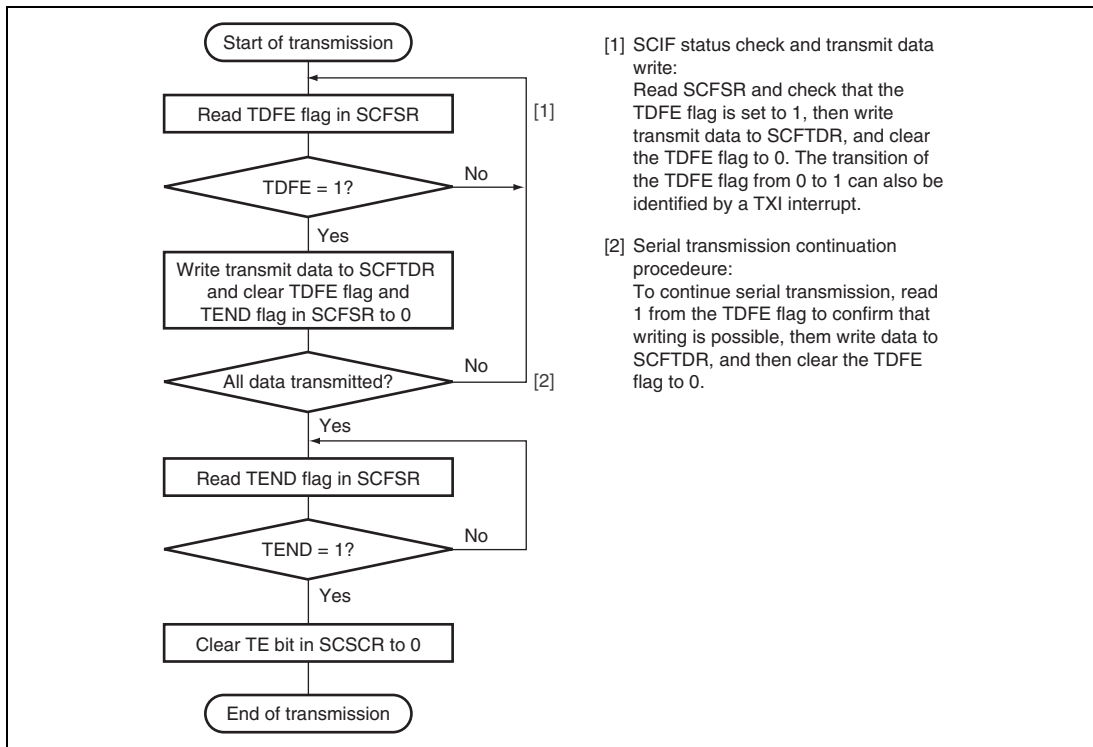 Start of transmission
Read TDFE flag in SCFSR
[1]
TDFE = 1?
No
Yes
Write transmit data to SCFTDR
and clear TDFE flag and
TEND flag in SCFSR to 0
All data transmitted?
No
[2]
Yes
Read TEND flag in SCFSR
TEND = 1?
No
Yes
Clear TE bit in SCSCR to 0
End of transmission
[1] SCIF status check and transmit data
write:
Read SCFSR and check that the
TDFE flag is set to 1, then write
transmit data to SCFTDR, and clear
the TDFE flag to 0. The transition of
the TDFE flag from 0 to 1 can also be
identified by a TXI interrupt.
[2] Serial transmission continuation
procedeure:
To continue serial transmission, read
1 from the TDFE flag to confirm that
writing is possible, them write data to
SCFTDR, and then clear the TDFE
flag to 0.